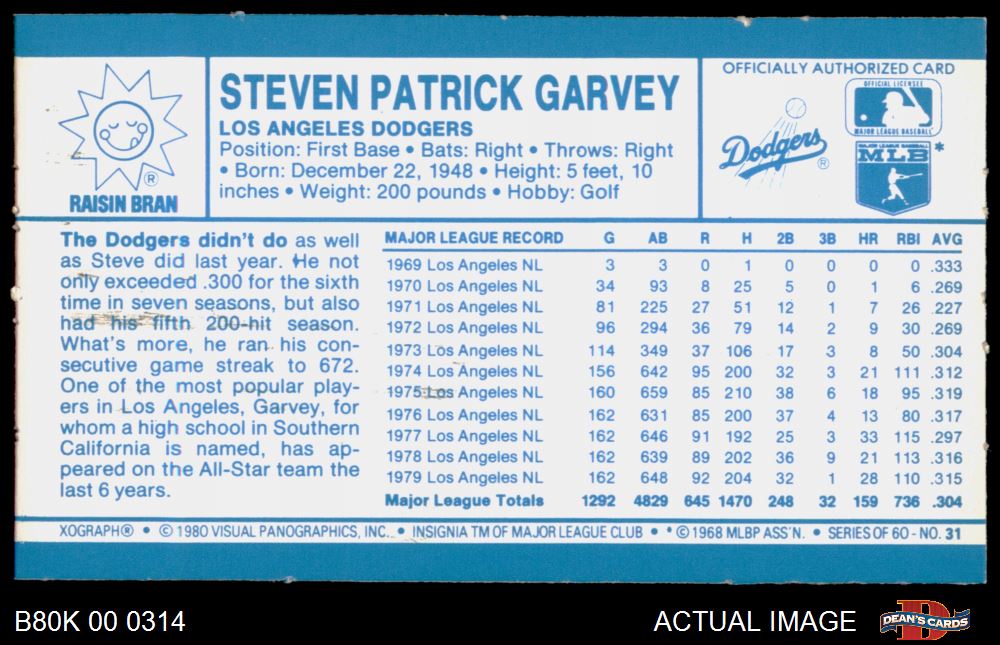 RAISIN BRAN
®
STEVEN PATRICK GARVEY
LOS ANGELES DODGERS
Position: First Base • Bats: Right • Throws: Right
• Born: December 22, 1948 • Height: 5 feet, 10
inches • Weight: 200 pounds • Hobby: Golf
OFFICIALLY AUTHORIZED CARD
Dodgers ®
OFFICIAL LICENSEE
MAJOR LEAGUE BASEBALL
MAJOR LEAGUE BASEBALL
MLB *
The Dodgers didn't do as well
as Steve did last year. He not
only exceeded .300 for the sixth
time in seven seasons, but also
had his fifth 200-hit season.
What's more, he ran his con-
secutive game streak to 672.
One of the most popular play-
ers in Los Angeles, Garvey, for
whom a high school in Southern
California is named, has ap-
peared on the All-Star team the
last 6 years.
MAJOR LEAGUE RECORD G AB R H 2B 3B HR RBI AVG
1969 Los Angeles NL 3 3 0 1 0 0 0 0 .333
1970 Los Angeles NL 34 93 8 25 5 0 1 6 .269
1971 Los Angeles NL 81 225 27 51 12 1 7 26 .227
1972 Los Angeles NL 96 294 36 79 14 2 9 30 .269
1973 Los Angeles NL 114 349 37 106 17 3 8 50 .304
1974 Los Angeles NL 156 642 95 200 32 3 21 111 .312
1975 Los Angeles NL 160 659 85 210 38 6 18 95 .319
1976 Los Angeles NL 162 631 85 200 37 4 13 80 .317
1977 Los Angeles NL 162 646 91 192 25 3 33 115 .297
1978 Los Angeles NL 162 639 89 202 36 9 21 113 .316
1979 Los Angeles NL 162 648 92 204 32 1 28 110 .315
Major League Totals 1292 4829 645 1470 248 32 159 736 .304
XOGRAPH® • © 1980 VISUAL PANOGRAPHICS, INC. • INSIGNIA TM OF MAJOR LEAGUE CLUB • * © 1968 MLBP ASS'N. • SERIES OF 60 - NO. 31
B80K 00 0314
ACTUAL IMAGE
DEAN'S CARDS